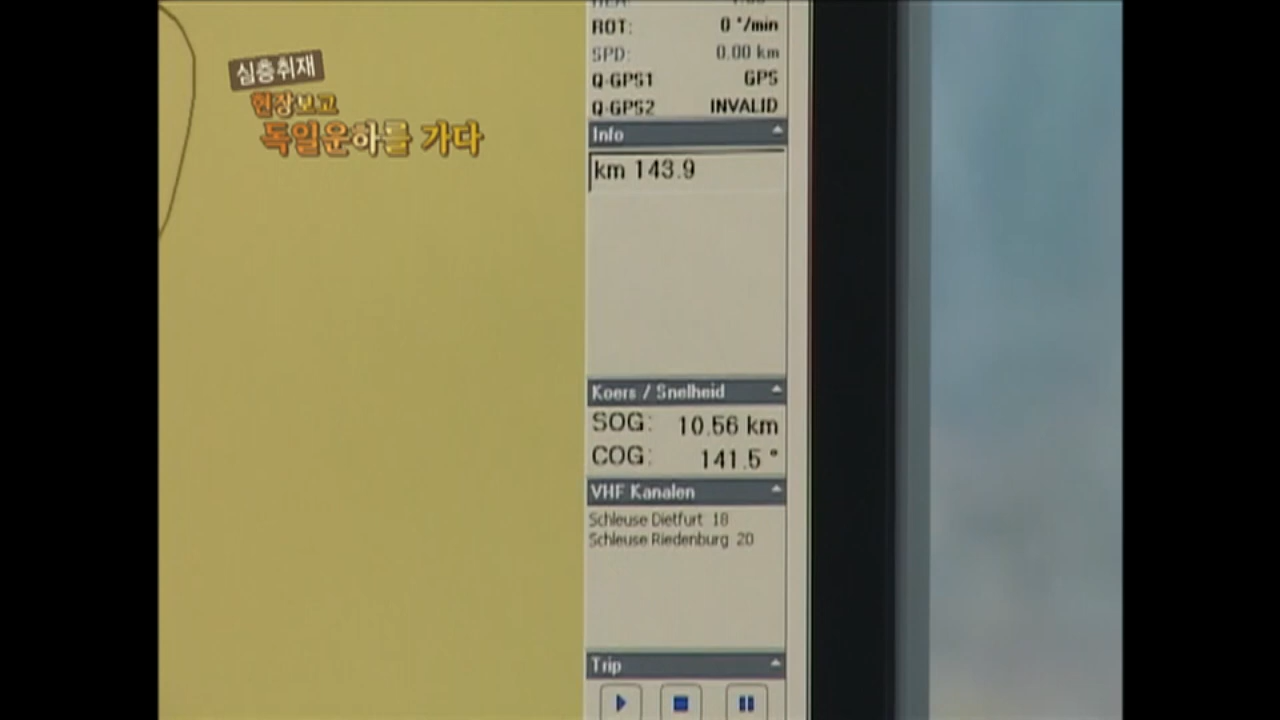 심층취재
현장보고
독일운하를 가다
ROT: 0 °/min
SPD: 0.00 km
Q-GPS1 GPS
Q-GPS2 INVALID
Info
km 143.9
Koers / Snelheid
SOG: 10.56 km
COG: 141.5 °
VHF Kanalen
Schleuse Dietfurt 18
Schleuse Riedenburg 20
Trip